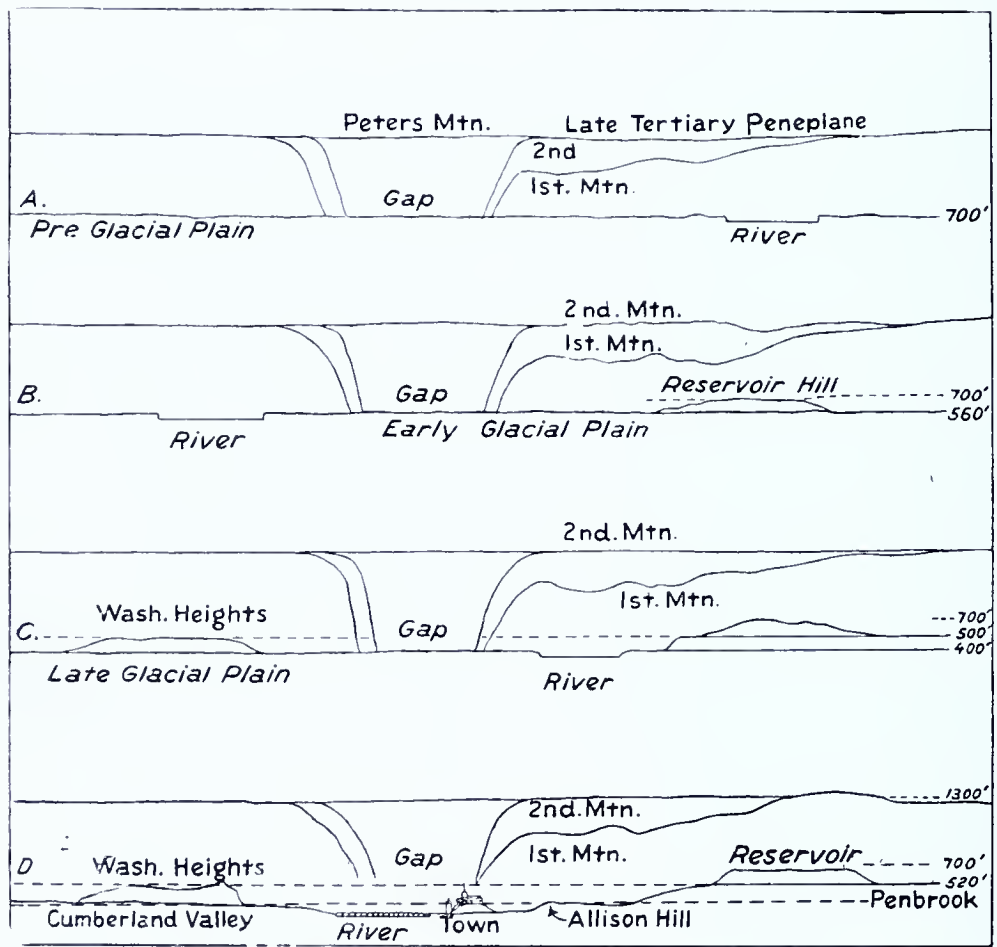 Peters Mtn. Late Tertiary Peneplane
2nd
1st. Mtn.
A. Gap
700'
Pre Glacial Plain River
2nd. Mtn.
1st. Mtn.
Reservoir Hill
B. Gap 700'
560'
River Early Glacial Plain
2nd. Mtn.
1st. Mtn.
Wash. Heights
700'
C. Gap 500'
400'
Late Glacial Plain River
1300'
2nd. Mtn.
Gap 1st. Mtn. Reservoir
D Wash. Heights 700'
520'
Penbrook
Cumberland Valley River Town Allison Hill